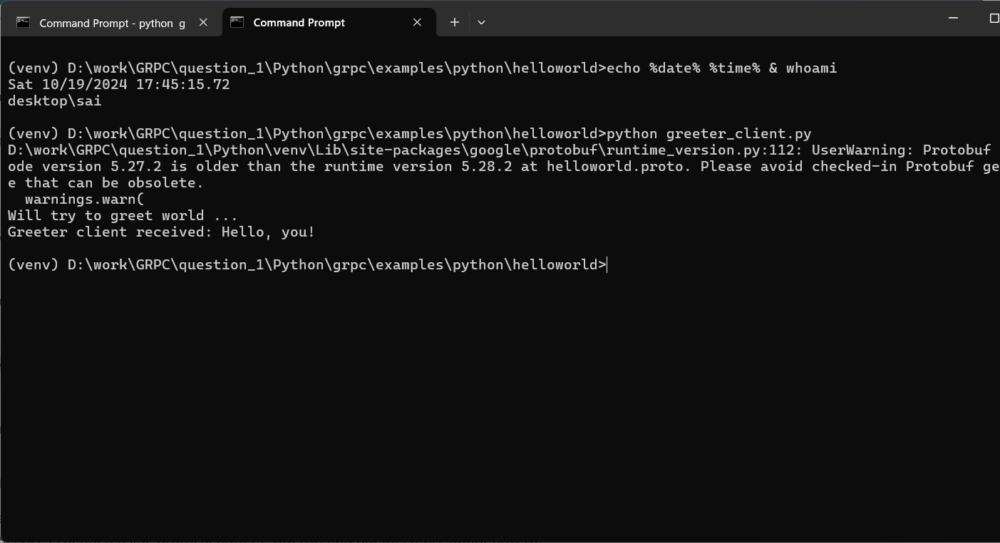 Command Prompt - python g
Command Prompt
(venv) D:\work\GRPC\question_1\Python\grpc\examples\python\helloworld>echo %date% %time% & whoami
Sat 10/19/2024 17:45:15.72
desktop\sai
(venv) D:\work\GRPC\question_1\Python\grpc\examples\python\helloworld>python greeter_client.py
D:\work\GRPC\question_1\Python\venv\Lib\site-packages\google\protobuf\runtime_version.py:112: UserWarning: Protobuf
ode version 5.27.2 is older than the runtime version 5.28.2 at helloworld.proto. Please avoid checked-in Protobuf ge
e that can be obsolete.
warnings.warn(
Will try to greet world ...
Greeter client received: Hello, you!
(venv) D:\work\GRPC\question_1\Python\grpc\examples\python\helloworld>